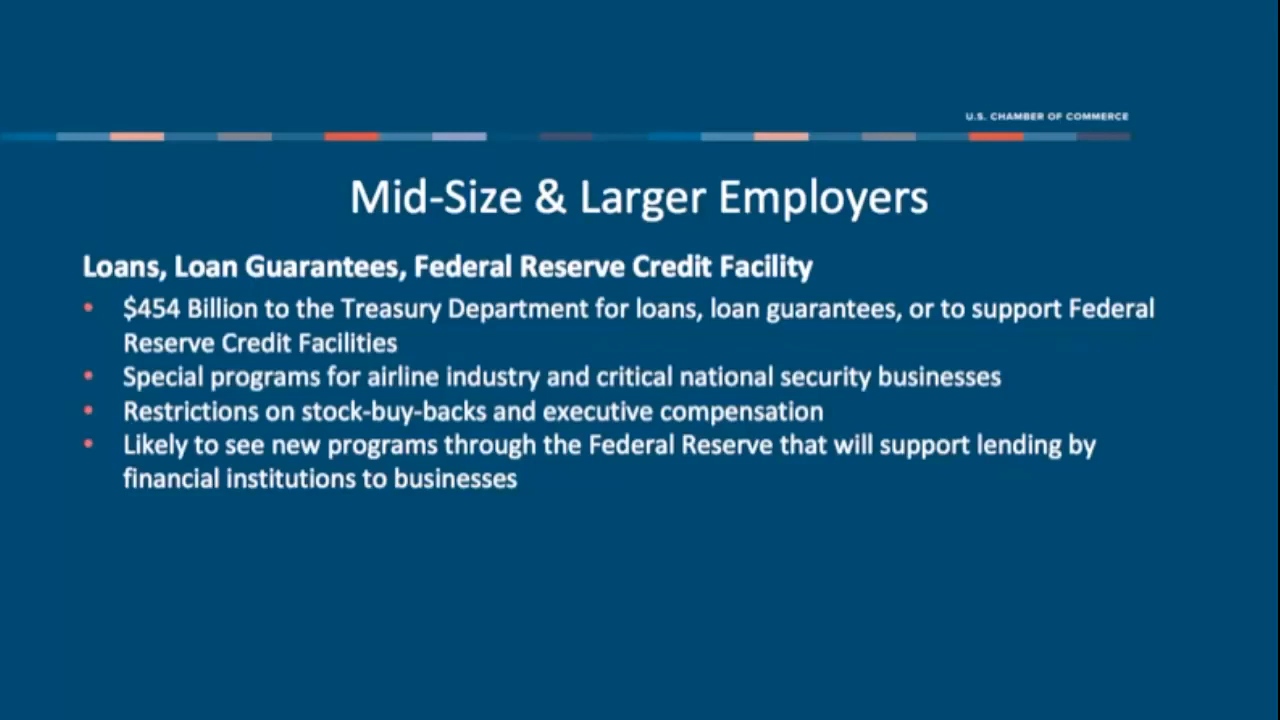 U.S. CHAMBER OF COMMERCE
Mid-Size & Larger Employers
Loans, Loan Guarantees, Federal Reserve Credit Facility
• $454 Billion to the Treasury Department for loans, loan guarantees, or to support Federal
Reserve Credit Facilities
• Special programs for airline industry and critical national security businesses
• Restrictions on stock-buy-backs and executive compensation
• Likely to see new programs through the Federal Reserve that will support lending by
financial institutions to businesses